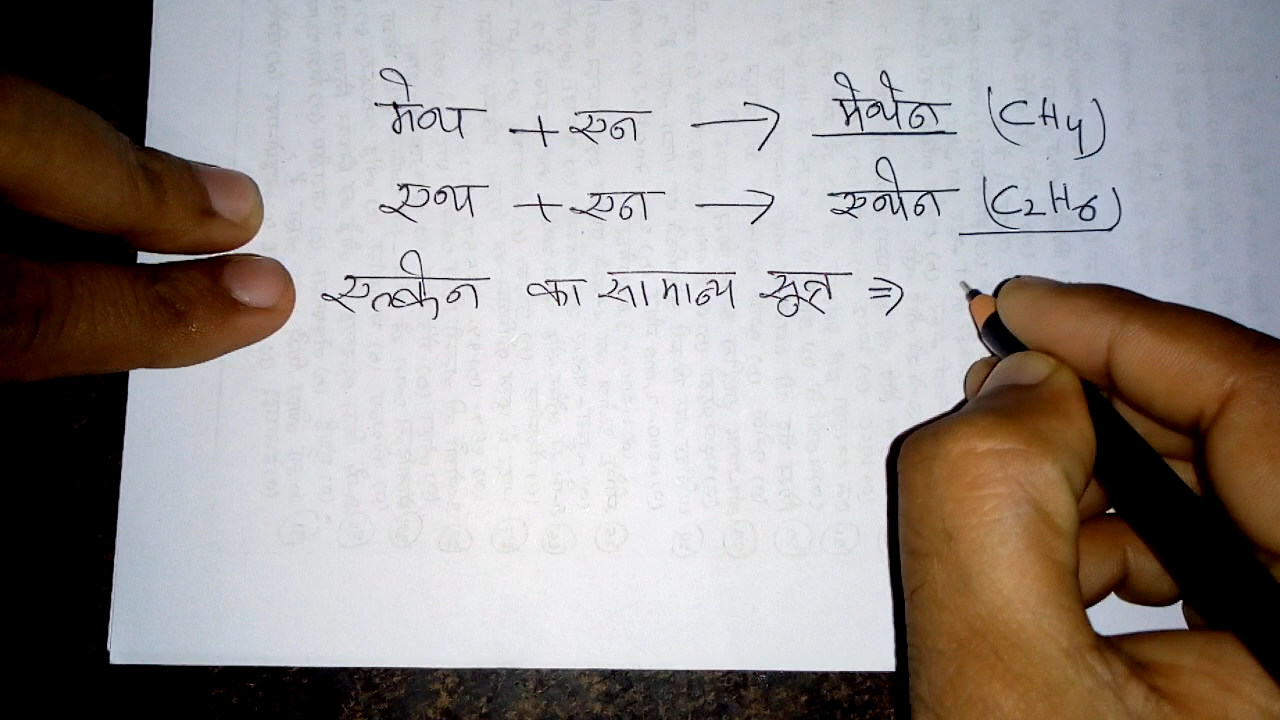 मेथ + एन → मेथेन (CH4)
एथ + एन → एथेन (C2H6)
एल्केन का सामान्य सुत्र ⇒